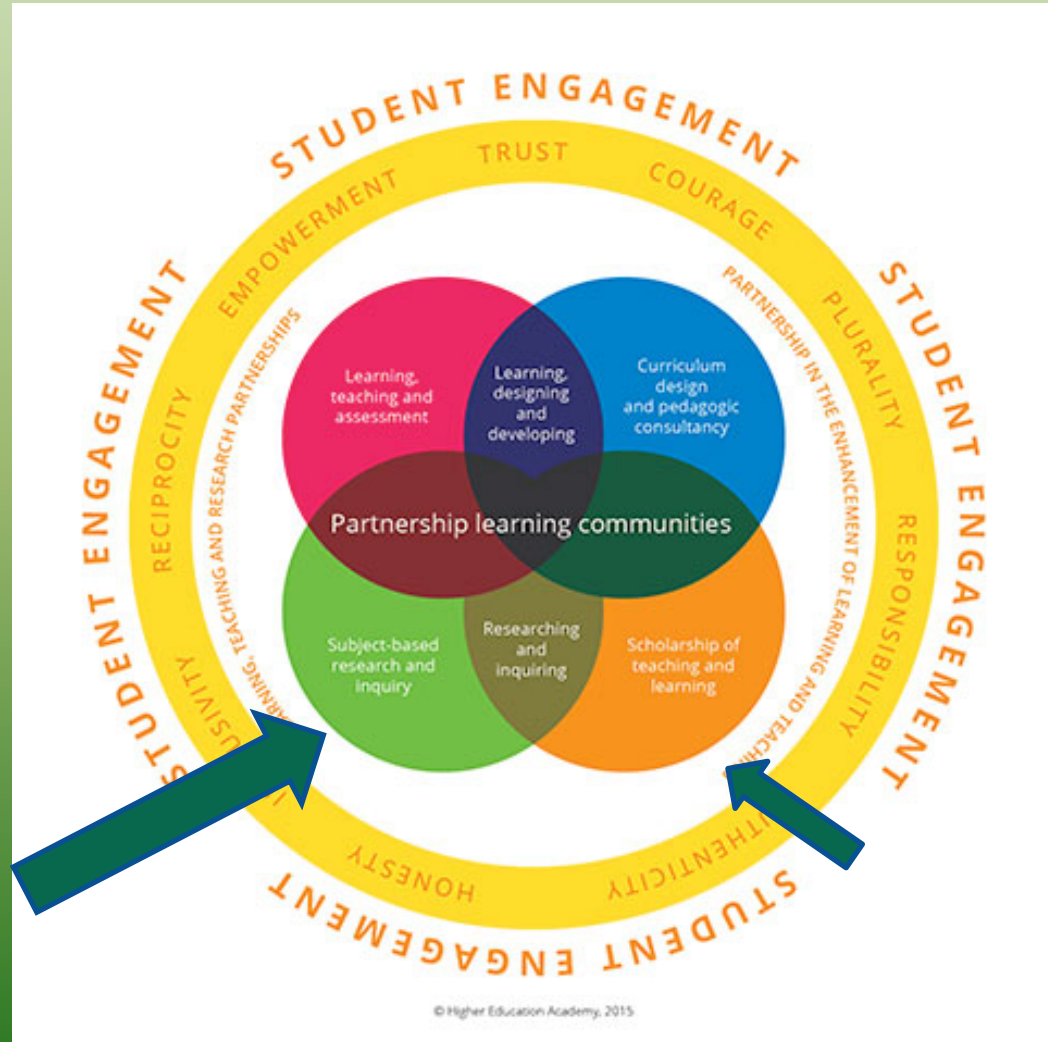 STUDENT ENGAGEMENT
STUDENT ENGAGEMENT
STUDENT ENGAGEMENT
STUDENT ENGAGEMENT
TRUST
COURAGE
PLURALITY
RESPONSIBILITY
HONESTY
RECIPROCITY
EMPOWERMENT
TEACHING AND RESEARCH PARTNERSHIPS
PARTNERSHIP IN THE ENHANCEMENT OF LEARNING AND
Learning,
teaching and
assessment
Learning,
designing
and
developing
Curriculum
design
and pedagogic
consultancy
Partnership learning communities
Subject-based
research and
inquiry
Researching
and
inquiring
Scholarship of
teaching and
learning
© Higher Education Academy, 2015